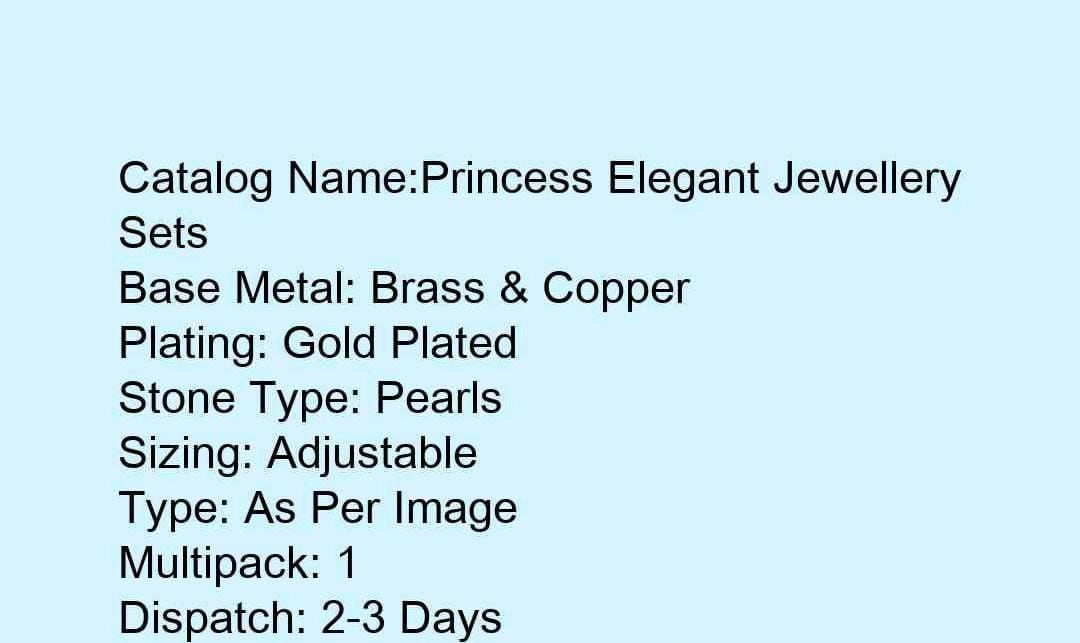 Catalog Name:Princess Elegant Jewellery
Sets
Base Metal: Brass & Copper
Plating: Gold Plated
Stone Type: Pearls
Sizing: Adjustable
Type: As Per Image
Multipack: 1
Dispatch: 2-3 Days